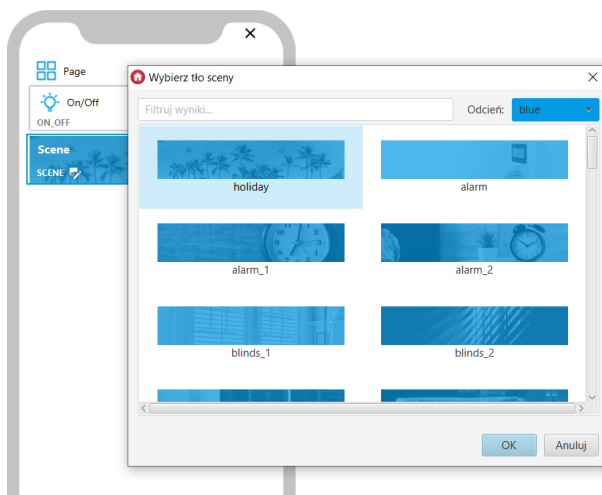 Page
On/Off
ON_OFF
Scene
SCENE
Wybierz tło sceny
Filtruj wyniki...
Odcień:
blue
holiday
alarm
alarm_1
alarm_2
blinds_1
blinds_2
OK
Anuluj